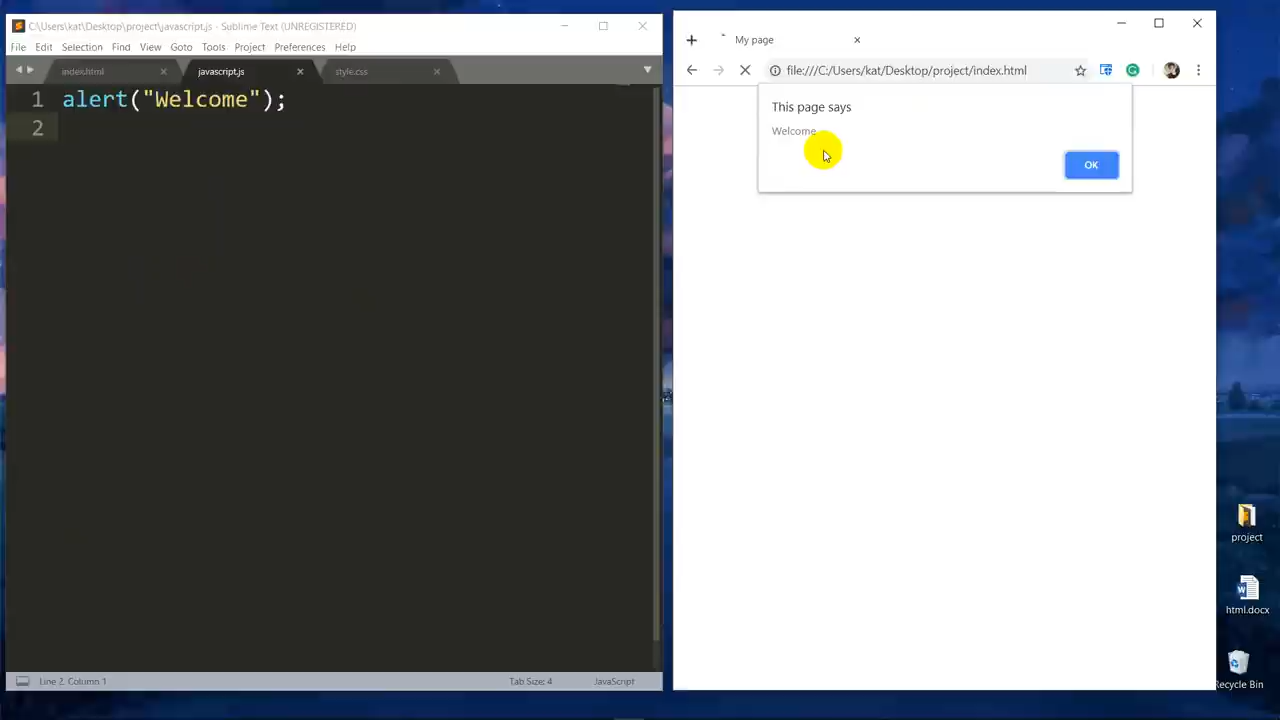 C:\Users\kat\Desktop\project\javascript.js - Sublime Text (UNREGISTERED)
File Edit Selection Find View Goto Tools Project Preferences Help
index.html javascript.js style.css
1 alert("Welcome");
2
Line 2, Column 1 Tab Size: 4 JavaScript
My page
file:///C:/Users/kat/Desktop/project/index.html
This page says
Welcome
OK
project
html.docx
Recycle Bin